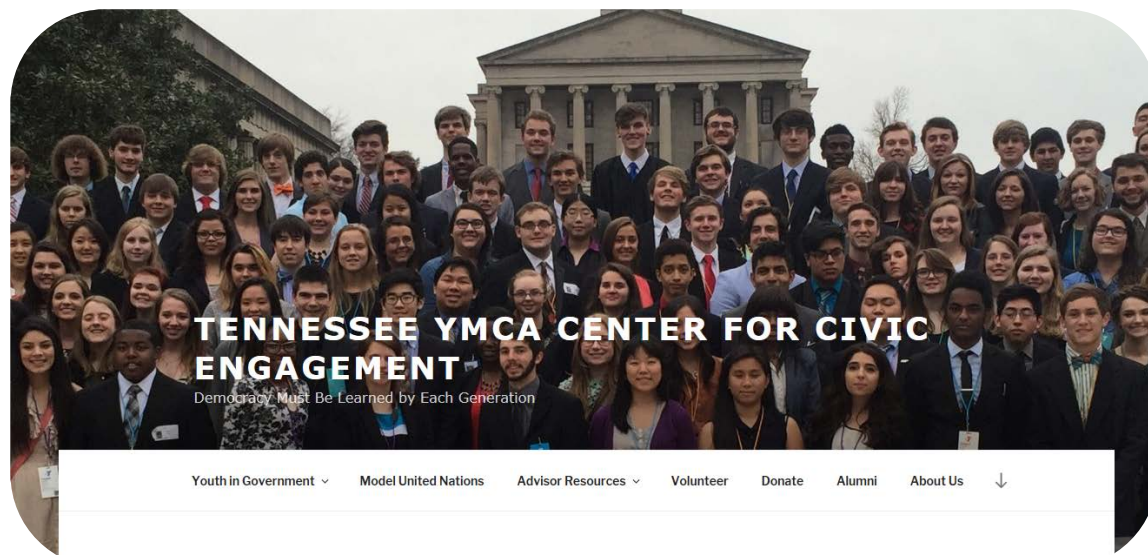 TENNESSEE YMCA CENTER FOR CIVIC
ENGAGEMENT
Democracy Must Be Learned by Each Generation
Youth in Government Model United Nations Advisor Resources Volunteer Donate Alumni About Us